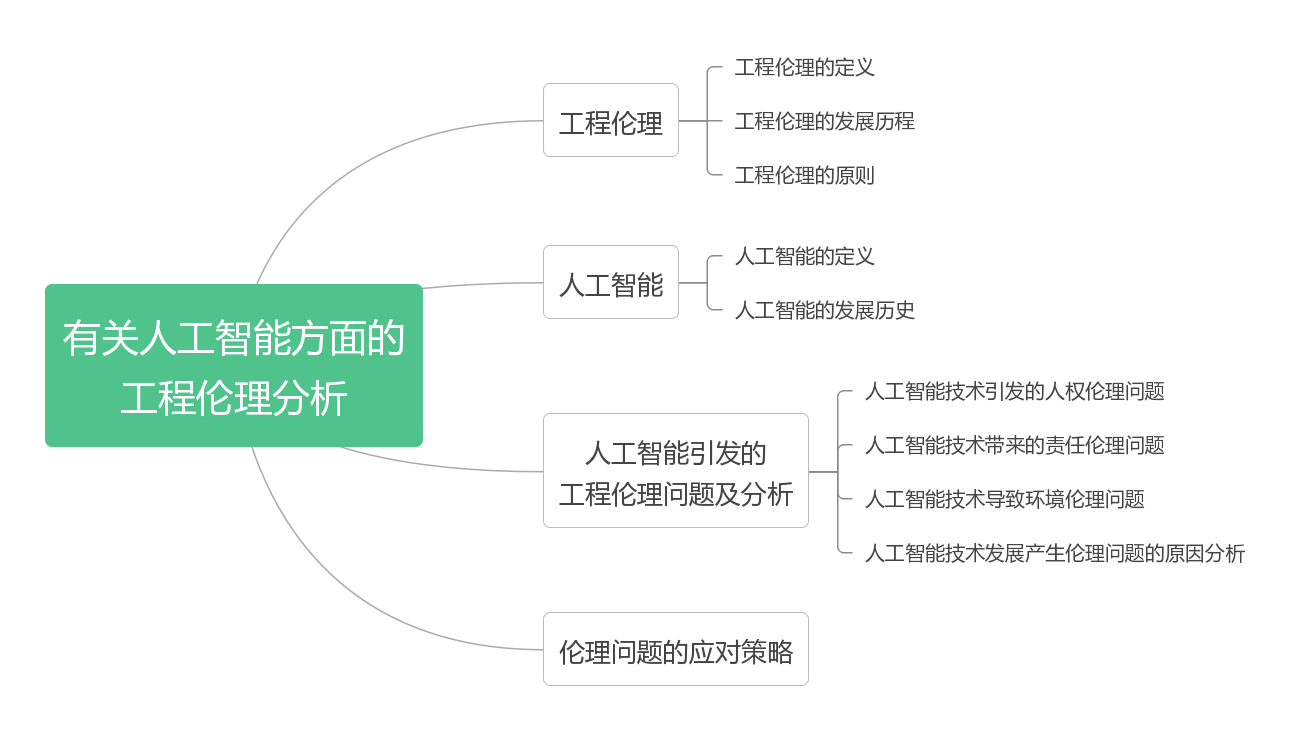 有关人工智能方面的
工程伦理分析
工程伦理
工程伦理的定义
工程伦理的发展历程
工程伦理的原则
人工智能
人工智能的定义
人工智能的发展历史
人工智能引发的
工程伦理问题及分析
人工智能技术引发的人权伦理问题
人工智能技术带来的责任伦理问题
人工智能技术导致环境伦理问题
人工智能技术发展产生伦理问题的原因分析
伦理问题的应对策略